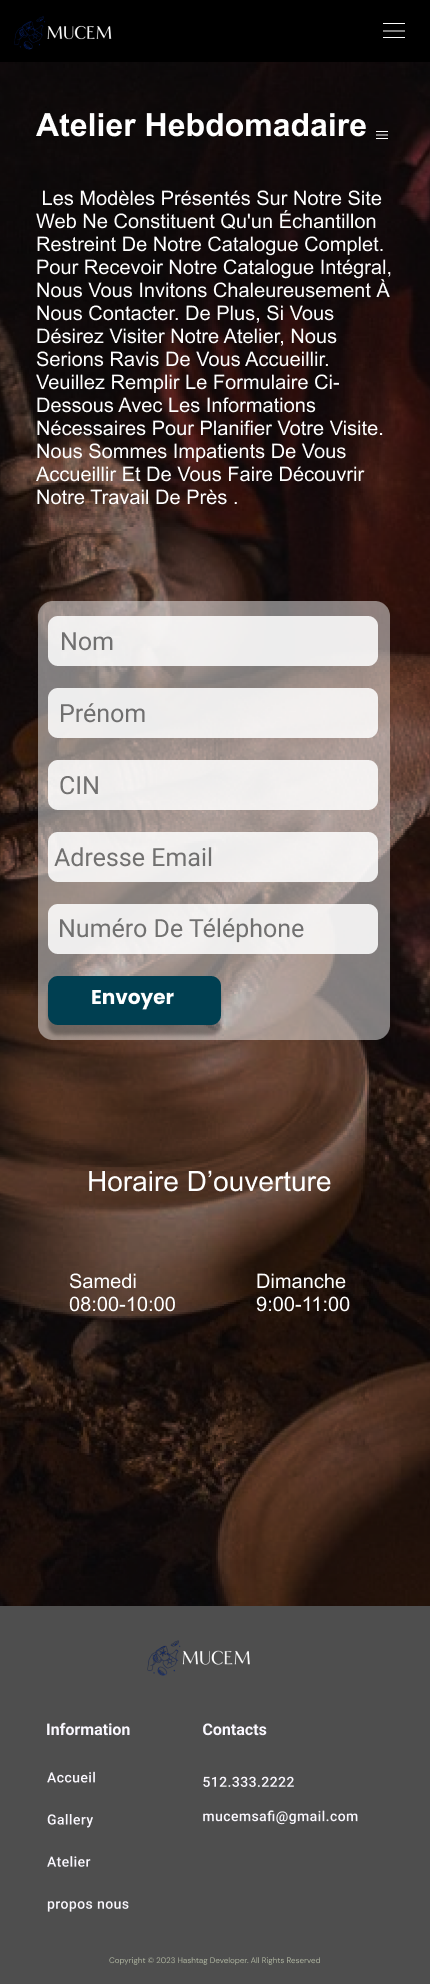 MUCEM
Atelier Hebdomadaire
Les Modèles Présentés Sur Notre Site
Web Ne Constituent Qu'un Échantillon
Restreint De Notre Catalogue Complet.
Pour Recevoir Notre Catalogue Intégral,
Nous Vous Invitons Chaleureusement À
Nous Contacter. De Plus, Si Vous
Désirez Visiter Notre Atelier, Nous
Serions Ravis De Vous Accueillir.
Veuillez Remplir Le Formulaire Ci-
Dessous Avec Les Informations
Nécessaires Pour Planifier Votre Visite.
Nous Sommes Impatients De Vous
Accueillir Et De Vous Faire Découvrir
Notre Travail De Près .
Nom
Prénom
CIN
Adresse Email
Numéro De Téléphone
Envoyer
Horaire D’ouverture
Samedi
08:00-10:00
Dimanche
9:00-11:00
MUCEM
Information
Accueil
Gallery
Atelier
propos nous
Contacts
512.333.2222
mucemsafi@gmail.com
Copyright © 2023 Hashtag Developer. All Rights Reserved